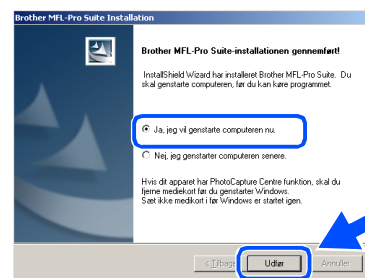 Brother MFL-Pro Suite Installation
Brother MFL-Pro Suite-installationen gennemført!
InstallShield Wizard har installeret Brother MFL-Pro Suite. Du
skal genstarte computeren, før du kan køre programmet.
Ja, jeg vil genstarte computeren nu.
Nej, jeg genstarter computeren senere.
Hvis dit apparat har PhotoCapture Centre funktion, skal du
fjerne mediekort før du genstarter Windows.
Sæt ikke medikort i før Windows er startet igen.
< Tilbage Udfør Annuller